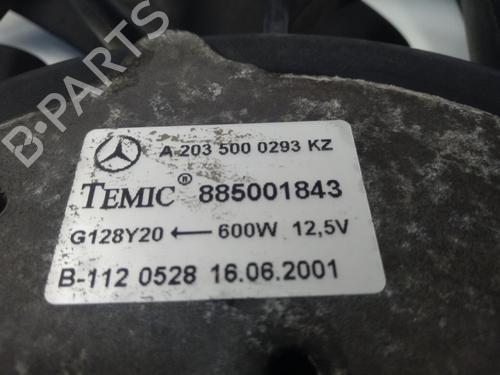 B-PARTS
A 203 500 0293 KZ
TEMIC® 885001843
G128Y20 ← 600W 12,5V
B-112 0528 16.06.2001